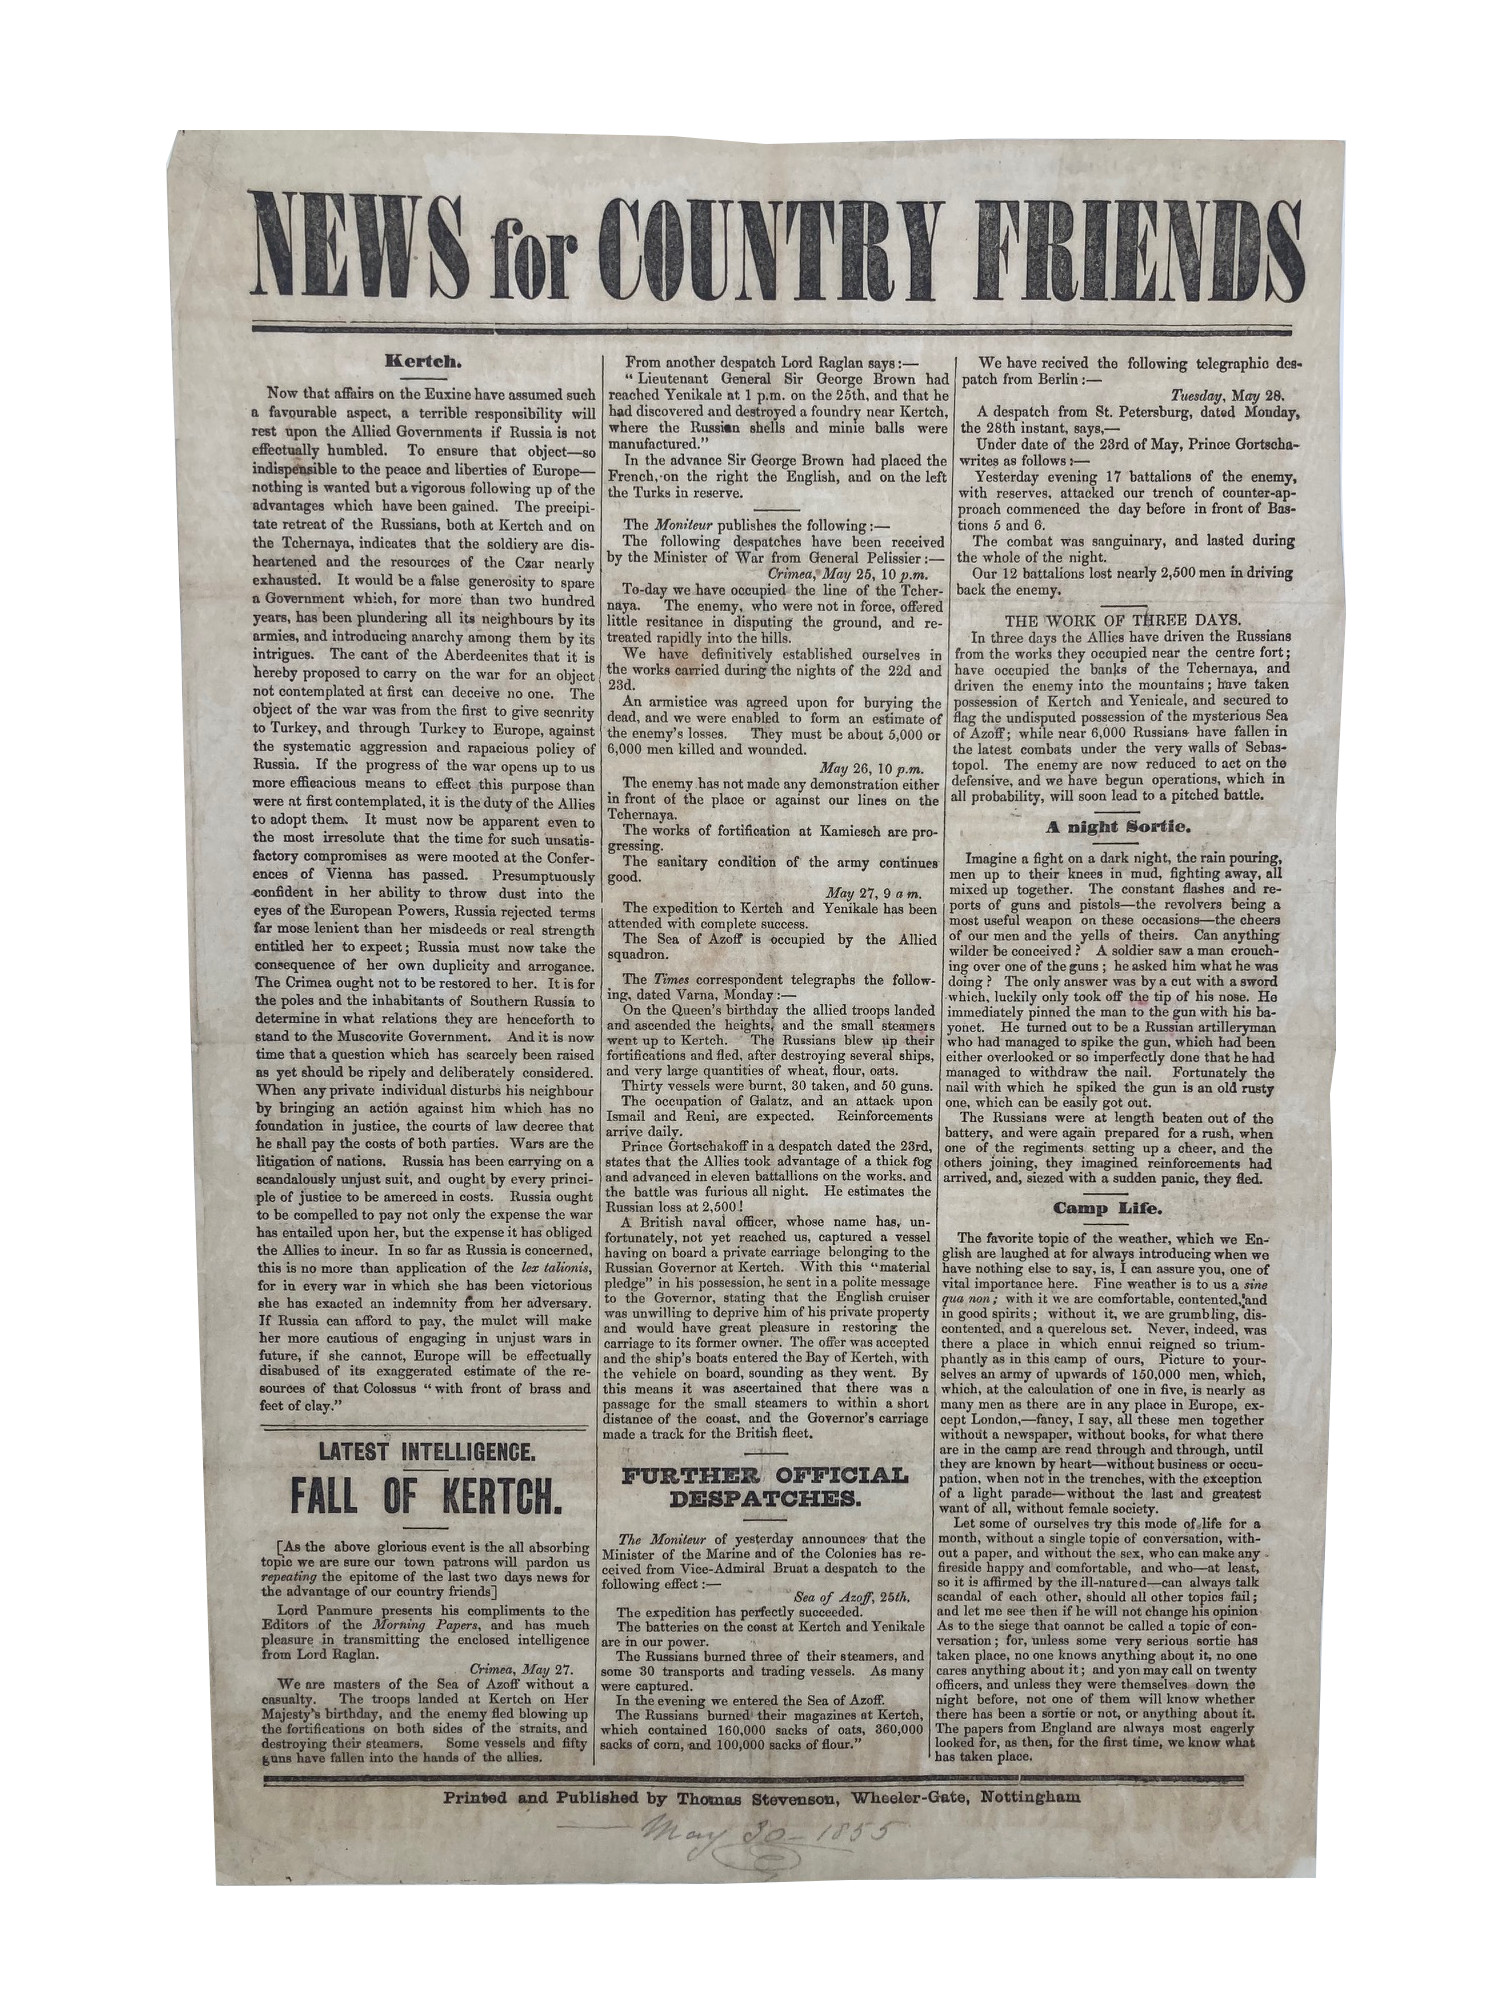 NEWS for COUNTRY FRIENDS
Kertch.
Now that affairs on the Euxine have assumed such
a favourable aspect, a terrible responsibility will
rest upon the Allied Governments if Russia is not
effectually humbled. To ensure that object—so
indispensible to the peace and liberties of Europe—
nothing is wanted but a vigorous following up of the
advantages which have been gained. The precipi-
tate retreat of the Russians, both at Kertch and on
the Tchernaya, indicates that the soldiery are dis-
heartened and the resources of the Czar nearly
exhausted. It would be a false generosity to spare
a Government which, for more than two hundred
years, has been plundering all its neighbours by its
armies, and introducing anarchy among them by its
intrigues. The cant of the Aberdeenites that it is
hereby proposed to carry on the war for an object
not contemplated at first can deceive no one. The
object of the war was from the first to give secnrity
to Turkey, and through Turkey to Europe, against
the systematic aggression and rapacious policy of
Russia. If the progress of the war opens up to us
more efficacious means to effect this purpose than
were at first contemplated, it is the duty of the Allies
to adopt them. It must now be apparent even to
the most irresolute that the time for such unsatis-
factory compromises as were mooted at the Confer-
ences of Vienna has passed. Presumptuously
confident in her ability to throw dust into the
eyes of the European Powers, Russia rejected terms
far mose lenient than her misdeeds or real strength
entitled her to expect; Russia must now take the
consequence of her own duplicity and arrogance.
The Crimea ought not to be restored to her. It is for
the poles and the inhabitants of Southern Russia to
determine in what relations they are henceforth to
stand to the Muscovite Government. And it is now
time that a question which has scarcely been raised
as yet should be ripely and deliberately considered.
When any private individual disturbs his neighbour
by bringing an action against him which has no
foundation in justice, the courts of law decree that
he shall pay the costs of both parties. Wars are the
litigation of nations. Russia has been carrying on a
scandalously unjust suit, and ought by every princi-
ple of justice to be amerced in costs. Russia ought
to be compelled to pay not only the expense the war
has entailed upon her, but the expense it has obliged
the Allies to incur. In so far as Russia is concerned,
this is no more than application of the lex talionis,
for in every war in which she has been victorious
she has exacted an indemnity from her adversary.
If Russia can afford to pay, the mulct will make
her more cautious of engaging in unjust wars in
future, if she cannot, Europe will be effectually
disabused of its exaggerated estimate of the re-
sources of that Colossus "with front of brass and
feet of clay."
LATEST INTELLIGENCE.
FALL OF KERTCH.
[As the above glorious event is the all absorbing
topic we are sure our town patrons will pardon us
repeating the epitome of the last two days news for
the advantage of our country friends]
Lord Panmure presents his compliments to the
Editors of the Morning Papers, and has much
pleasure in transmitting the enclosed intelligence
from Lord Raglan.
Crimea, May 27.
We are masters of the Sea of Azoff without a
casualty. The troops landed at Kertch on Her
Majesty's birthday, and the enemy fled blowing up
the fortifications on both sides of the straits, and
destroying their steamers. Some vessels and fifty
guns have fallen into the hands of the allies.
From another despatch Lord Raglan says:—
"Lieutenant General Sir George Brown had
reached Yenikale at 1 p.m. on the 25th, and that he
had discovered and destroyed a foundry near Kertch,
where the Russian shells and minie balls were
manufactured."
In the advance Sir George Brown had placed the
French, on the right the English, and on the left
the Turks in reserve.
The Moniteur publishes the following:—
The following despatches have been received
by the Minister of War from General Pelissier:—
Crimea, May 25, 10 p.m.
To-day we have occupied the line of the Tcher-
naya. The enemy, who were not in force, offered
little resitance in disputing the ground, and re-
treated rapidly into the hills.
We have definitively established ourselves in
the works carried during the nights of the 22d and
23d.
An armistice was agreed upon for burying the
dead, and we were enabled to form an estimate of
the enemy's losses. They must be about 5,000 or
6,000 men killed and wounded.
May 26, 10 p.m.
The enemy has not made any demonstration either
in front of the place or against our lines on the
Tchernaya.
The works of fortification at Kamiesch are pro-
gressing.
The sanitary condition of the army continues
good.
May 27, 9 a m.
The expedition to Kertch and Yenikale has been
attended with complete success.
The Sea of Azoff is occupied by the Allied
squadron.
The Times correspondent telegraphs the follow-
ing, dated Varna, Monday:—
On the Queen's birthday the allied troops landed
and ascended the heights, and the small steamers
went up to Kertch. The Russians blew up their
fortifications and fled, after destroying several ships,
and very large quantities of wheat, flour, oats.
Thirty vessels were burnt, 30 taken, and 50 guns.
The occupation of Galatz, and an attack upon
Ismail and Reni, are expected. Reinforcements
arrive daily.
Prince Gortschakoff in a despatch dated the 23rd,
states that the Allies took advantage of a thick fog
and advanced in eleven battallions on the works, and
the battle was furious all night. He estimates the
Russian loss at 2,500!
A British naval officer, whose name has, un-
fortunately, not yet reached us, captured a vessel
having on board a private carriage belonging to the
Russian Governor at Kertch. With this "material
pledge" in his possession, he sent in a polite message
to the Governor, stating that the English cruiser
was unwilling to deprive him of his private property
and would have great pleasure in restoring the
carriage to its former owner. The offer was accepted
and the ship's boats entered the Bay of Kertch, with
the vehicle on board, sounding as they went. By
this means it was ascertained that there was a
passage for the small steamers to within a short
distance of the coast, and the Governor's carriage
made a track for the British fleet.
FURTHER OFFICIAL
DESPATCHES.
The Moniteur of yesterday announces that the
Minister of the Marine and of the Colonies has re-
ceived from Vice-Admiral Bruat a despatch to the
following effect:—
Sea of Azoff, 25th.
The expedition has perfectly succeeded.
The batteries on the coast at Kertch and Yenikale
are in our power.
The Russians burned three of their steamers, and
some 30 transports and trading vessels. As many
were captured.
In the evening we entered the Sea of Azoff.
The Russians burned their magazines at Kertch,
which contained 160,000 sacks of oats, 360,000
sacks of corn, and 100,000 sacks of flour."
We have recived the following telegraphic des-
patch from Berlin:—
Tuesday, May 28.
A despatch from St. Petersburg, dated Monday,
the 28th instant, says,—
Under date of the 23rd of May, Prince Gortscha-
writes as follows:—
Yesterday evening 17 battalions of the enemy,
with reserves, attacked our trench of counter-ap-
proach commenced the day before in front of Bas-
tions 5 and 6.
The combat was sanguinary, and lasted during
the whole of the night.
Our 12 battalions lost nearly 2,500 men in driving
back the enemy.
THE WORK OF THREE DAYS.
In three days the Allies have driven the Russians
from the works they occupied near the centre fort;
have occupied the banks of the Tchernaya, and
driven the enemy into the mountains; have taken
possession of Kertch and Yenicale, and secured to
flag the undisputed possession of the mysterious Sea
of Azoff; while near 6,000 Russians have fallen in
the latest combats under the very walls of Sebas-
topol. The enemy are now reduced to act on the
defensive, and we have begun operations, which in
all probability, will soon lead to a pitched battle.
A night Sortie.
Imagine a fight on a dark night, the rain pouring,
men up to their knees in mud, fighting away, all
mixed up together. The constant flashes and re-
ports of guns and pistols—the revolvers being a
most useful weapon on these occasions—the cheers
of our men and the yells of theirs. Can anything
wilder be conceived? A soldier saw a man crouch-
ing over one of the guns; he asked him what he was
doing? The only answer was by a cut with a sword
which, luckily only took off the tip of his nose. He
immediately pinned the man to the gun with his ba-
yonet. He turned out to be a Russian artilleryman
who had managed to spike the gun, which had been
either overlooked or so imperfectly done that he had
managed to withdraw the nail. Fortunately the
nail with which he spiked the gun is an old rusty
one, which can be easily got out.
The Russians were at length beaten out of the
battery, and were again prepared for a rush, when
one of the regiments setting up a cheer, and the
others joining, they imagined reinforcements had
arrived, and, siezed with a sudden panic, they fled.
Camp Life.
The favorite topic of the weather, which we En-
glish are laughed at for always introducing when we
have nothing else to say, is, I can assure you, one of
vital importance here. Fine weather is to us a sine
qua non; with it we are comfortable, contented, and
in good spirits; without it, we are grumbling, dis-
contented, and a querelous set. Never, indeed, was
there a place in which ennui reigned so trium-
phantly as in this camp of ours, Picture to your-
selves an army of upwards of 150,000 men, which,
which, at the calculation of one in five, is nearly as
many men as there are in any place in Europe, ex-
cept London,—fancy, I say, all these men together
without a newspaper, without books, for what there
are in the camp are read through and through, until
they are known by heart—without business or occu-
pation, when not in the trenches, with the exception
of a light parade—without the last and greatest
want of all, without female society.
Let some of ourselves try this mode of life for a
month, without a single topic of conversation, with-
out a paper, and without the sex, who can make any
fireside happy and comfortable, and who—at least,
so it is affirmed by the ill-natured—can always talk
scandal of each other, should all other topics fail;
and let me see then if he will not change his opinion
As to the siege that cannot be called a topic of con-
versation; for, unless some very serious sortie has
taken place, no one knows anything about it, no one
cares anything about it; and you may call on twenty
officers, and unless they were themselves down the
night before, not one of them will know whether
there has been a sortie or not, or anything about it.
The papers from England are always most eagerly
looked for, as then, for the first time, we know what
has taken place.
Printed and Published by Thomas Stevenson, Wheeler-Gate, Nottingham
May 30 – 1855